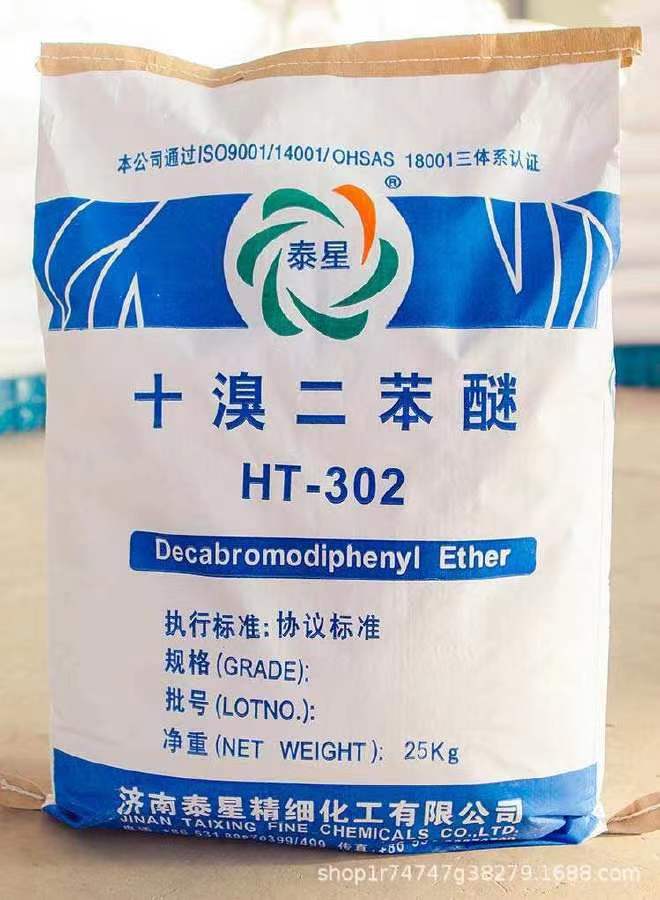 本公司通过ISO9001/14001/OHSAS 18001三体系认证
®
泰星
十溴二苯醚
HT-302
Decabromodiphenyl Ether
执行标准:协议标准
规格(GRADE):
批号(LOTNO.):
净重(NET WEIGHT): 25Kg
济南泰星精细化工有限公司
JINAN TAIXING FINE CHEMICALS CO.,LTD.
shop1r74747g38279.1688.com